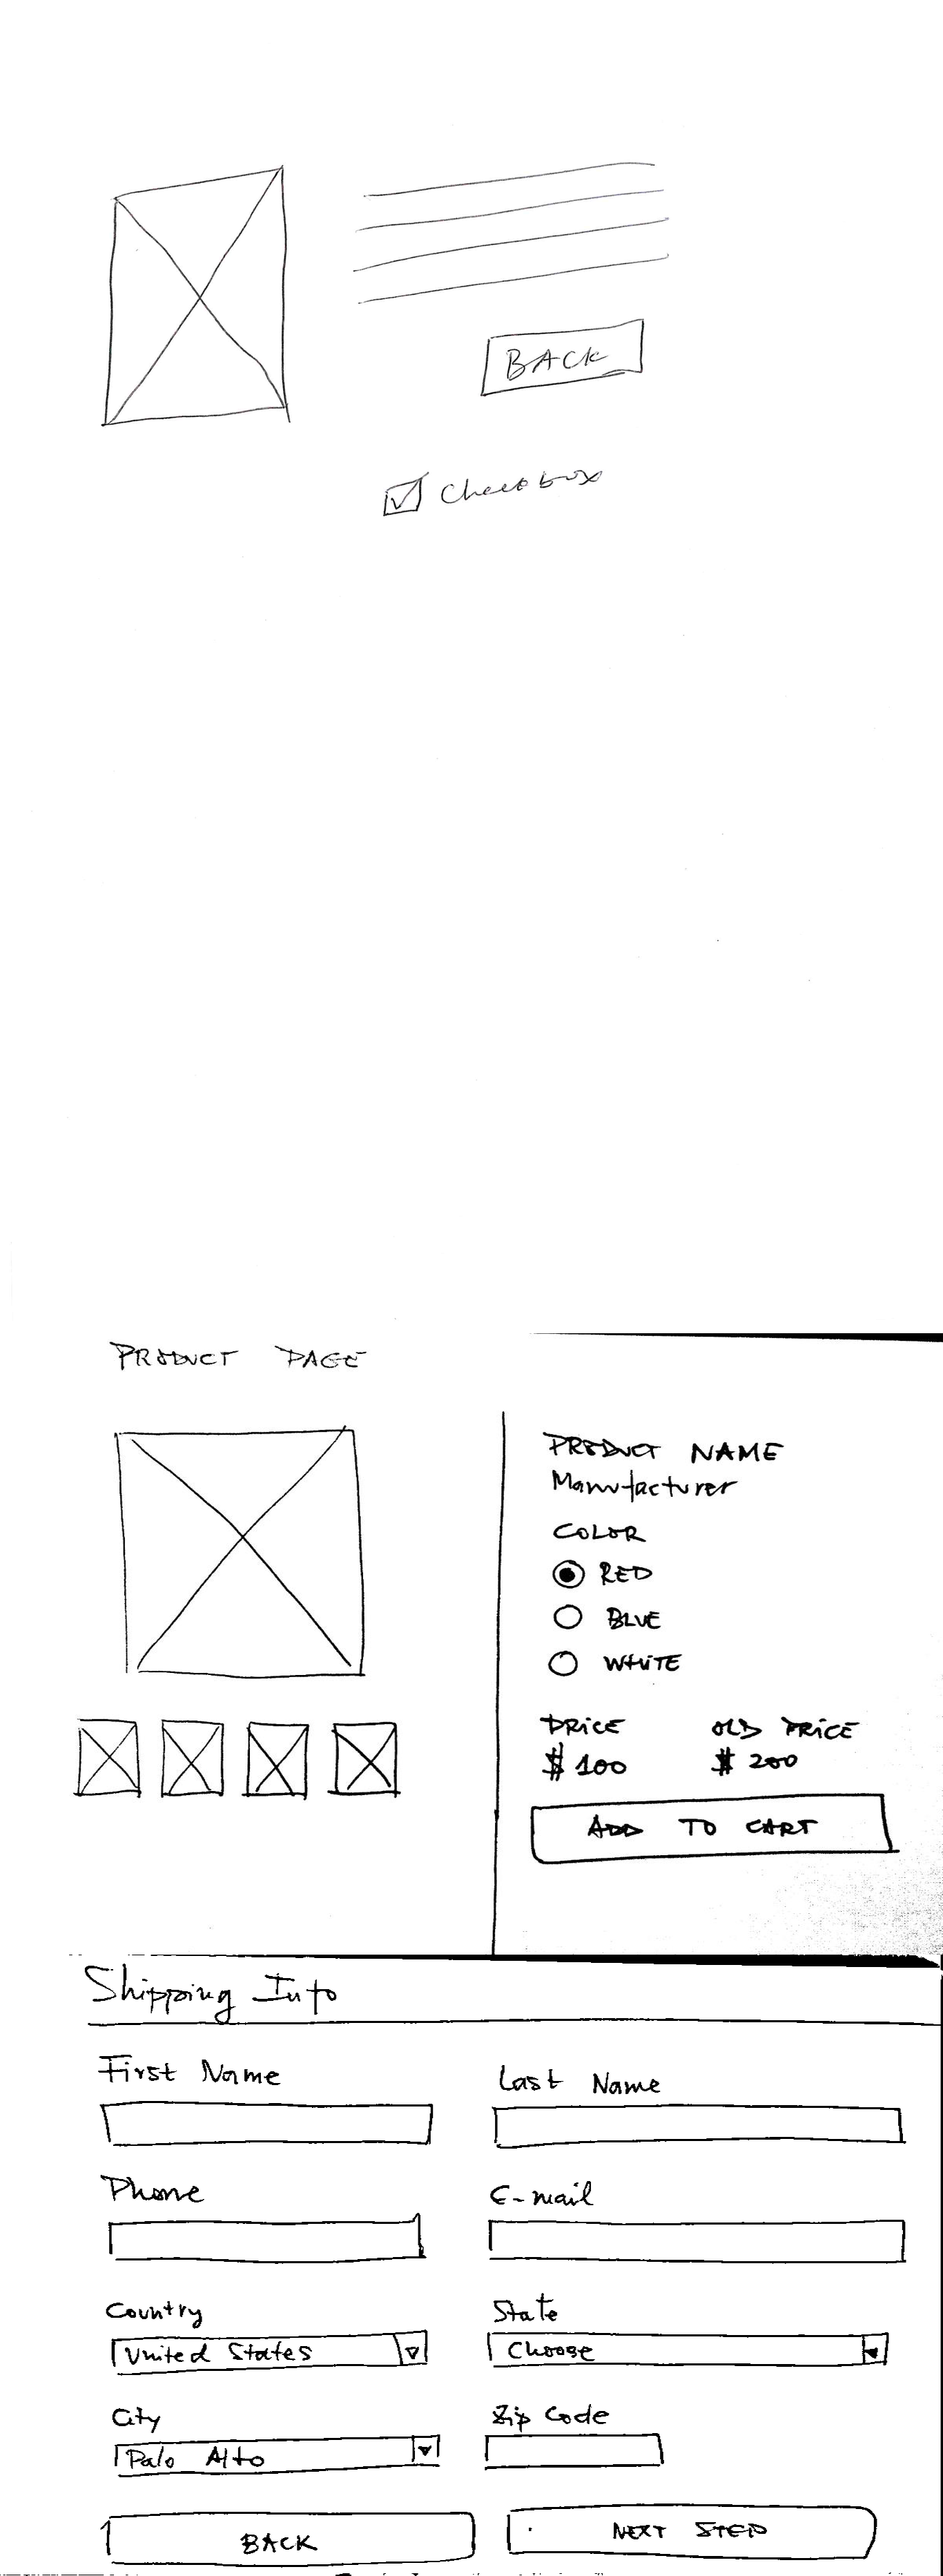 BACK
Checkbox
PRODUCT PAGE
PRODUCT NAME
Manufacturer
COLOR
RED
BLUE
WHITE
PRICE OLD PRICE
$ 100 $ 200
ADD TO CART
Shipping Info
First Name Last Name
Phone E-mail
Country State
United States Choose
City Zip Code
Palo Alto
BACK NEXT STEP